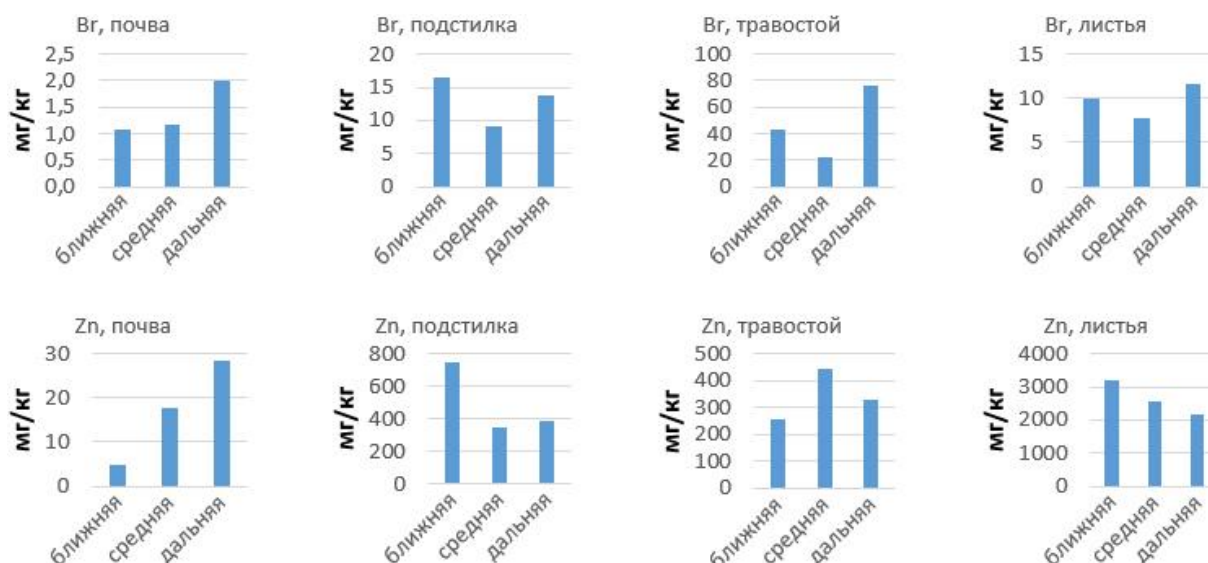 Br, почва
мг/кг
2,5
2,0
1,5
1,0
0,5
0,0
ближняя
средняя
дальняя
Br, подстилка
мг/кг
20
15
10
5
0
ближняя
средняя
дальняя
Br, травостой
мг/кг
100
80
60
40
20
0
ближняя
средняя
дальняя
Br, листья
мг/кг
15
10
5
0
ближняя
средняя
дальняя
Zn, почва
мг/кг
30
20
10
0
ближняя
средняя
дальняя
Zn, подстилка
мг/кг
800
600
400
200
0
ближняя
средняя
дальняя
Zn, травостой
мг/кг
500
400
300
200
100
0
ближняя
средняя
дальняя
Zn, листья
мг/кг
4000
3000
2000
1000
0
ближняя
средняя
дальняя